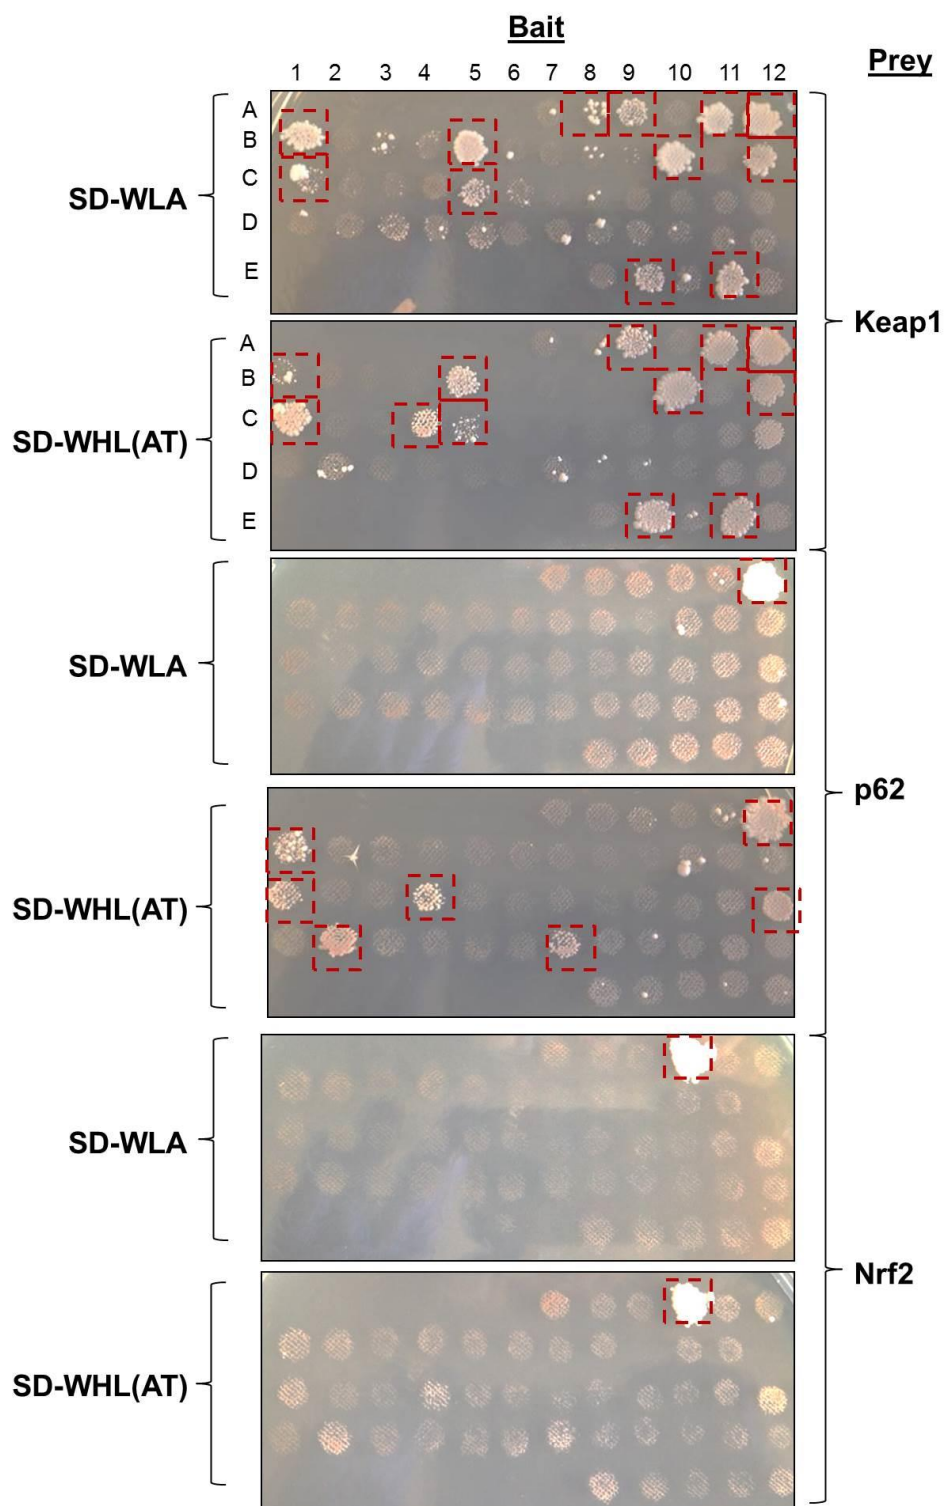 Bait
Prey
1 2 3 4 5 6 7 8 9 10 11 12
A
B
C
D
E
SD-WLA
Keap1
A
B
C
D
E
SD-WHL(AT)
SD-WLA
p62
SD-WHL(AT)
SD-WLA
Nrf2
SD-WHL(AT)